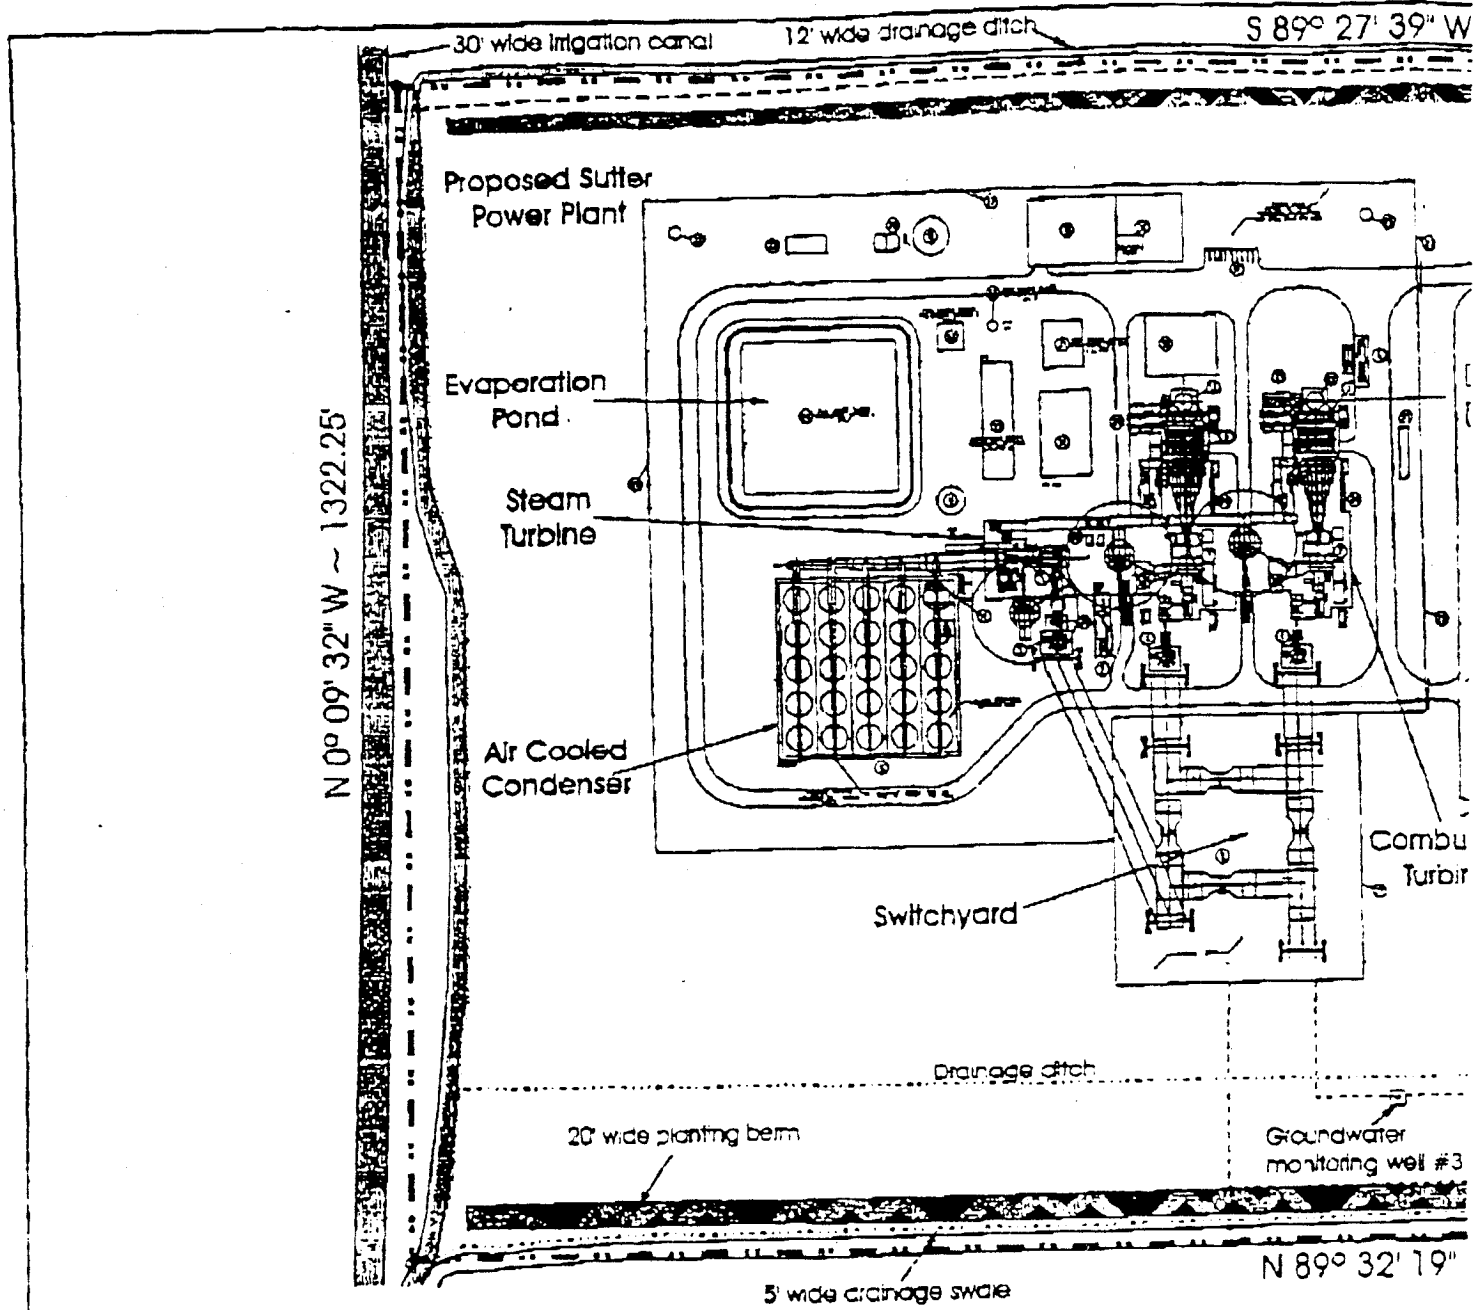 30' wide irrigation canal
12' wide drainage ditch
S 89° 27' 39" W
Proposed Sutter
Power Plant
Evaporation
Pond
N 0° 09' 32" W ~ 1322.25'
Steam
Turbine
Air Cooled
Condenser
Combu
Turbin
Switchyard
Drainage ditch
20' wide planting berm
Groundwater
monitoring well #3
N 89° 32' 19"
5' wide drainage swale